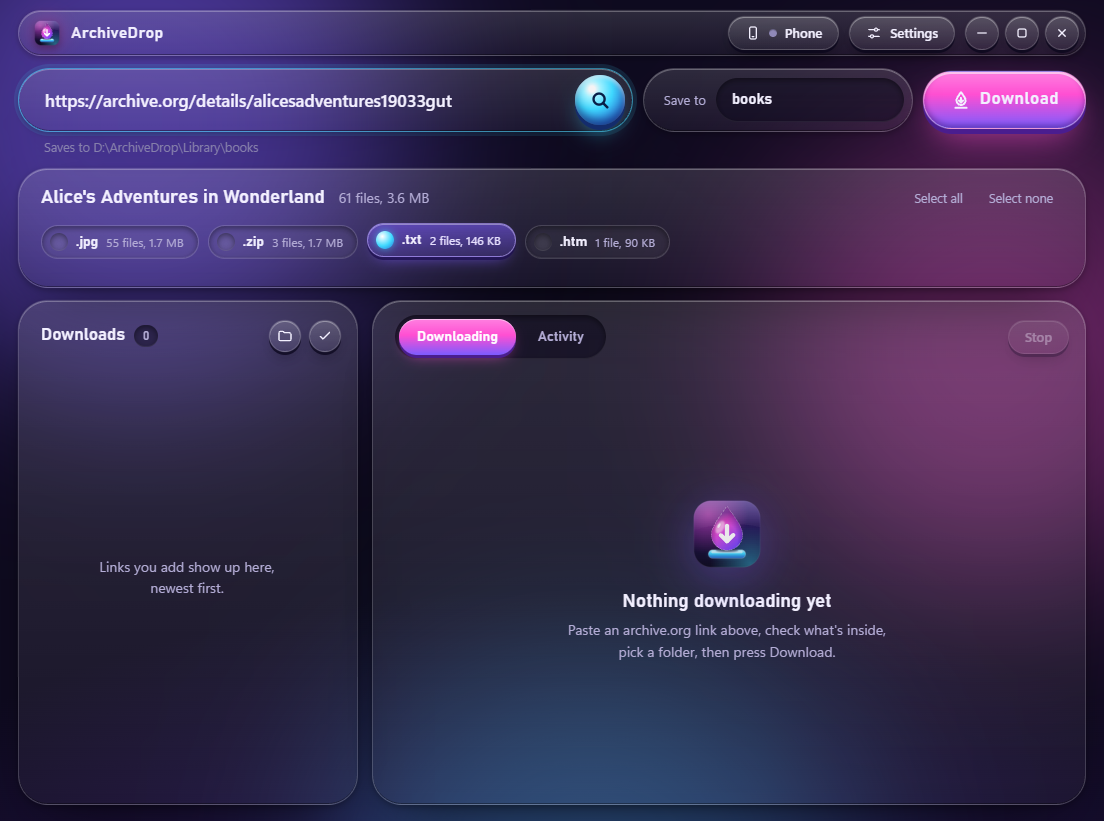 ArchiveDrop
Phone
Settings
https://archive.org/details/alicesadventures19033gut
Save to
books
Download
Saves to D:\ArchiveDrop\Library\books
Alice's Adventures in Wonderland
61 files, 3.6 MB
Select all
Select none
.jpg 55 files, 1.7 MB
.zip 3 files, 1.7 MB
.txt 2 files, 146 KB
.htm 1 file, 90 KB
Downloads 0
Links you add show up here,
newest first.
Downloading
Activity
Stop
Nothing downloading yet
Paste an archive.org link above, check what's inside,
pick a folder, then press Download.